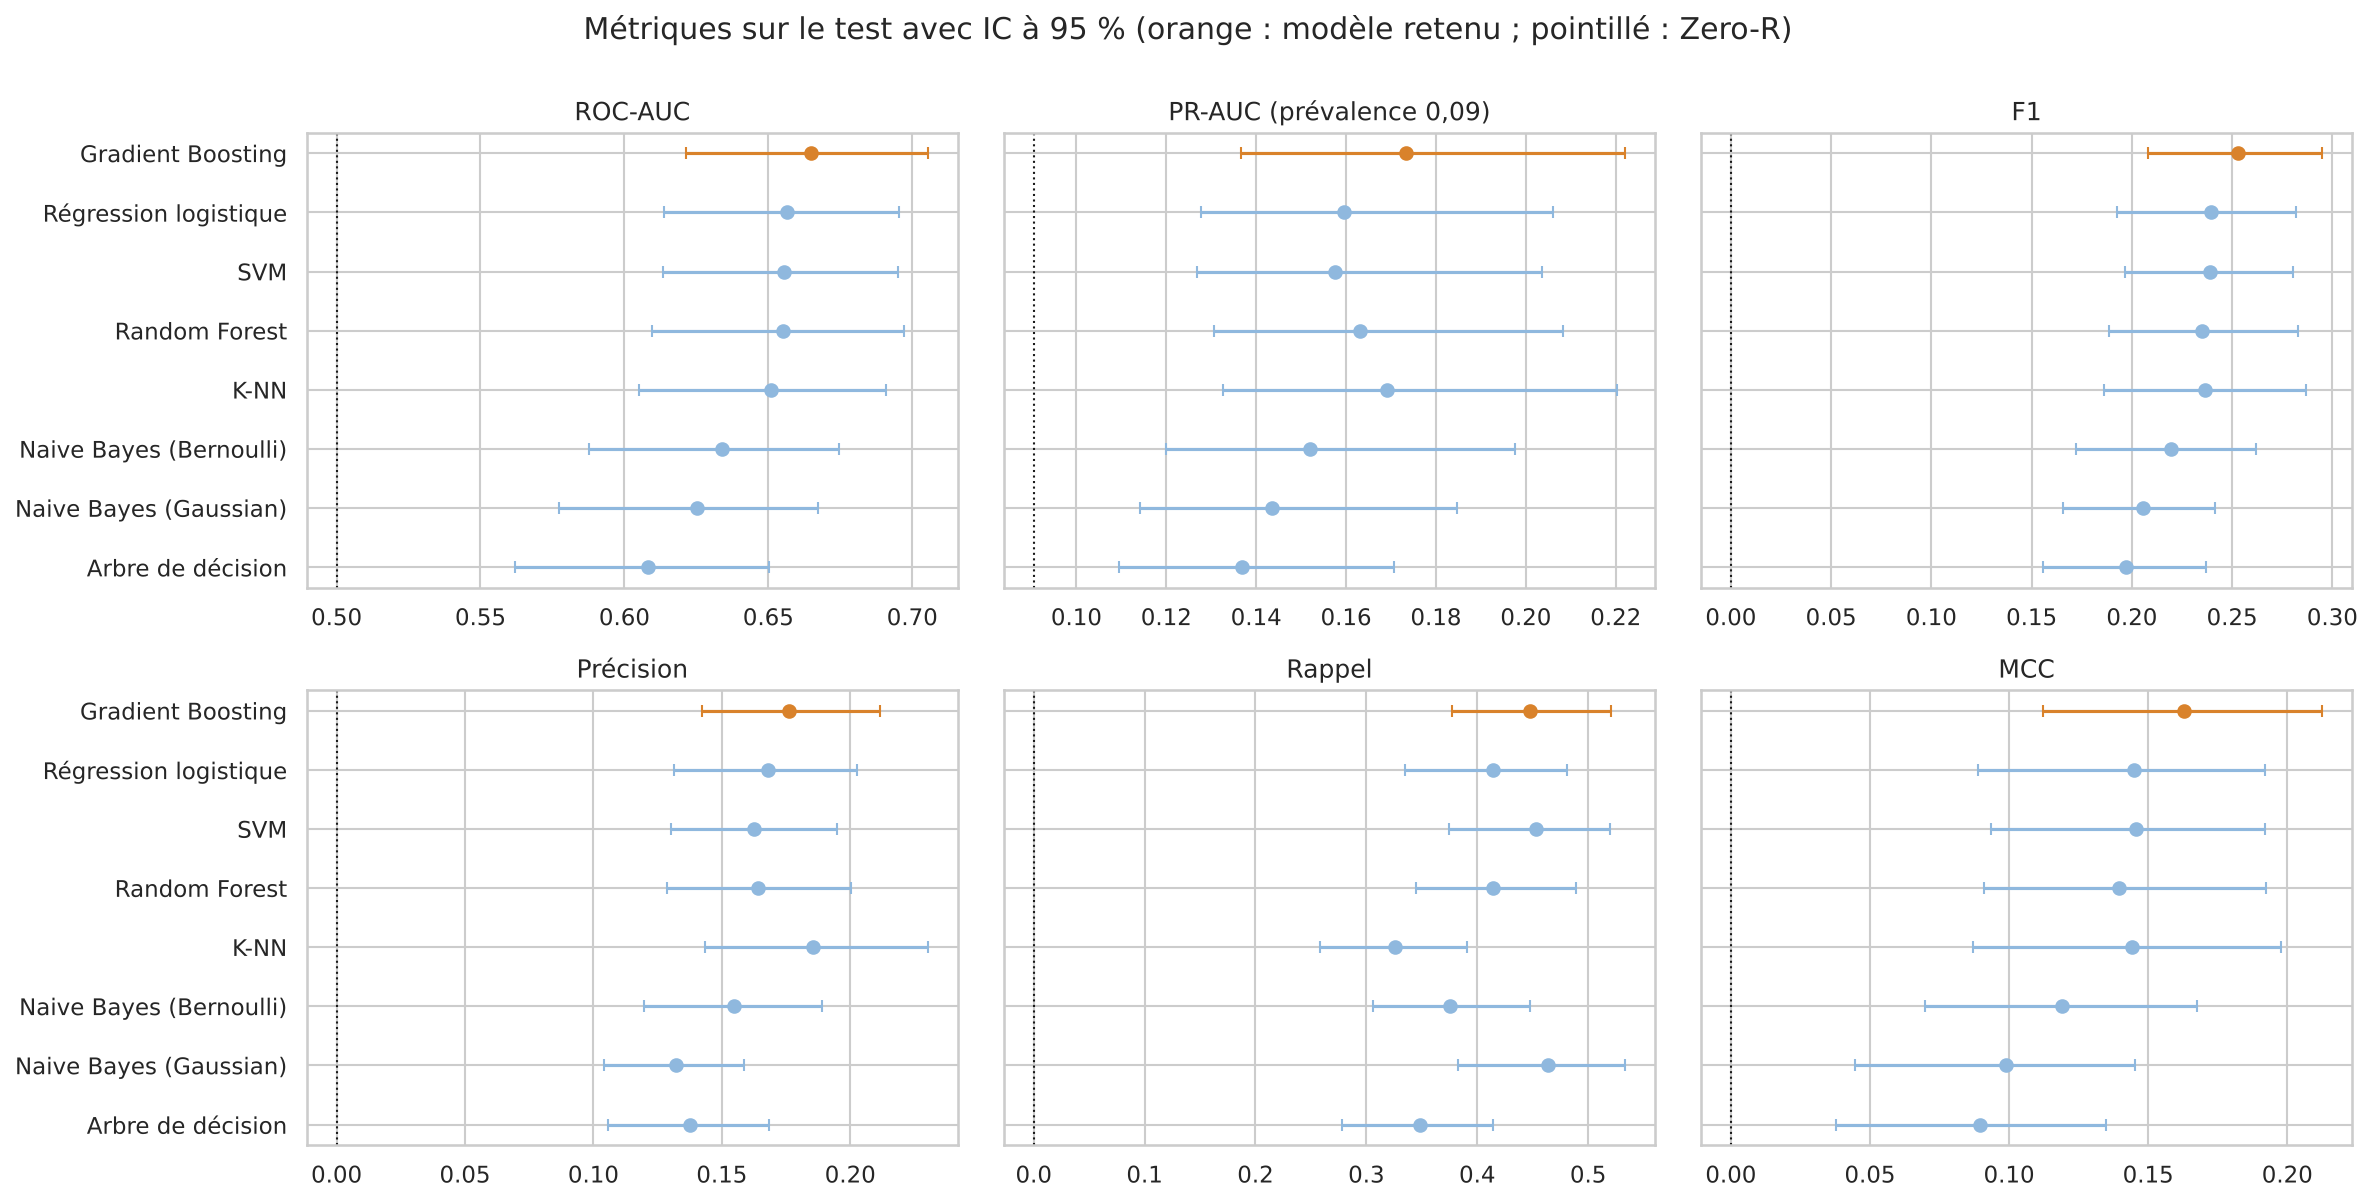 Métriques sur le test avec IC à 95 % (orange : modèle retenu ; pointillé : Zero-R)
ROC-AUC
PR-AUC (prévalence 0,09)
F1
Gradient Boosting
Régression logistique
SVM
Random Forest
K-NN
Naive Bayes (Bernoulli)
Naive Bayes (Gaussian)
Arbre de décision
0.50 0.55 0.60 0.65 0.70
0.10 0.12 0.14 0.16 0.18 0.20 0.22
0.00 0.05 0.10 0.15 0.20 0.25 0.30
Précision
Rappel
MCC
Gradient Boosting
Régression logistique
SVM
Random Forest
K-NN
Naive Bayes (Bernoulli)
Naive Bayes (Gaussian)
Arbre de décision
0.00 0.05 0.10 0.15 0.20
0.0 0.1 0.2 0.3 0.4 0.5
0.00 0.05 0.10 0.15 0.20